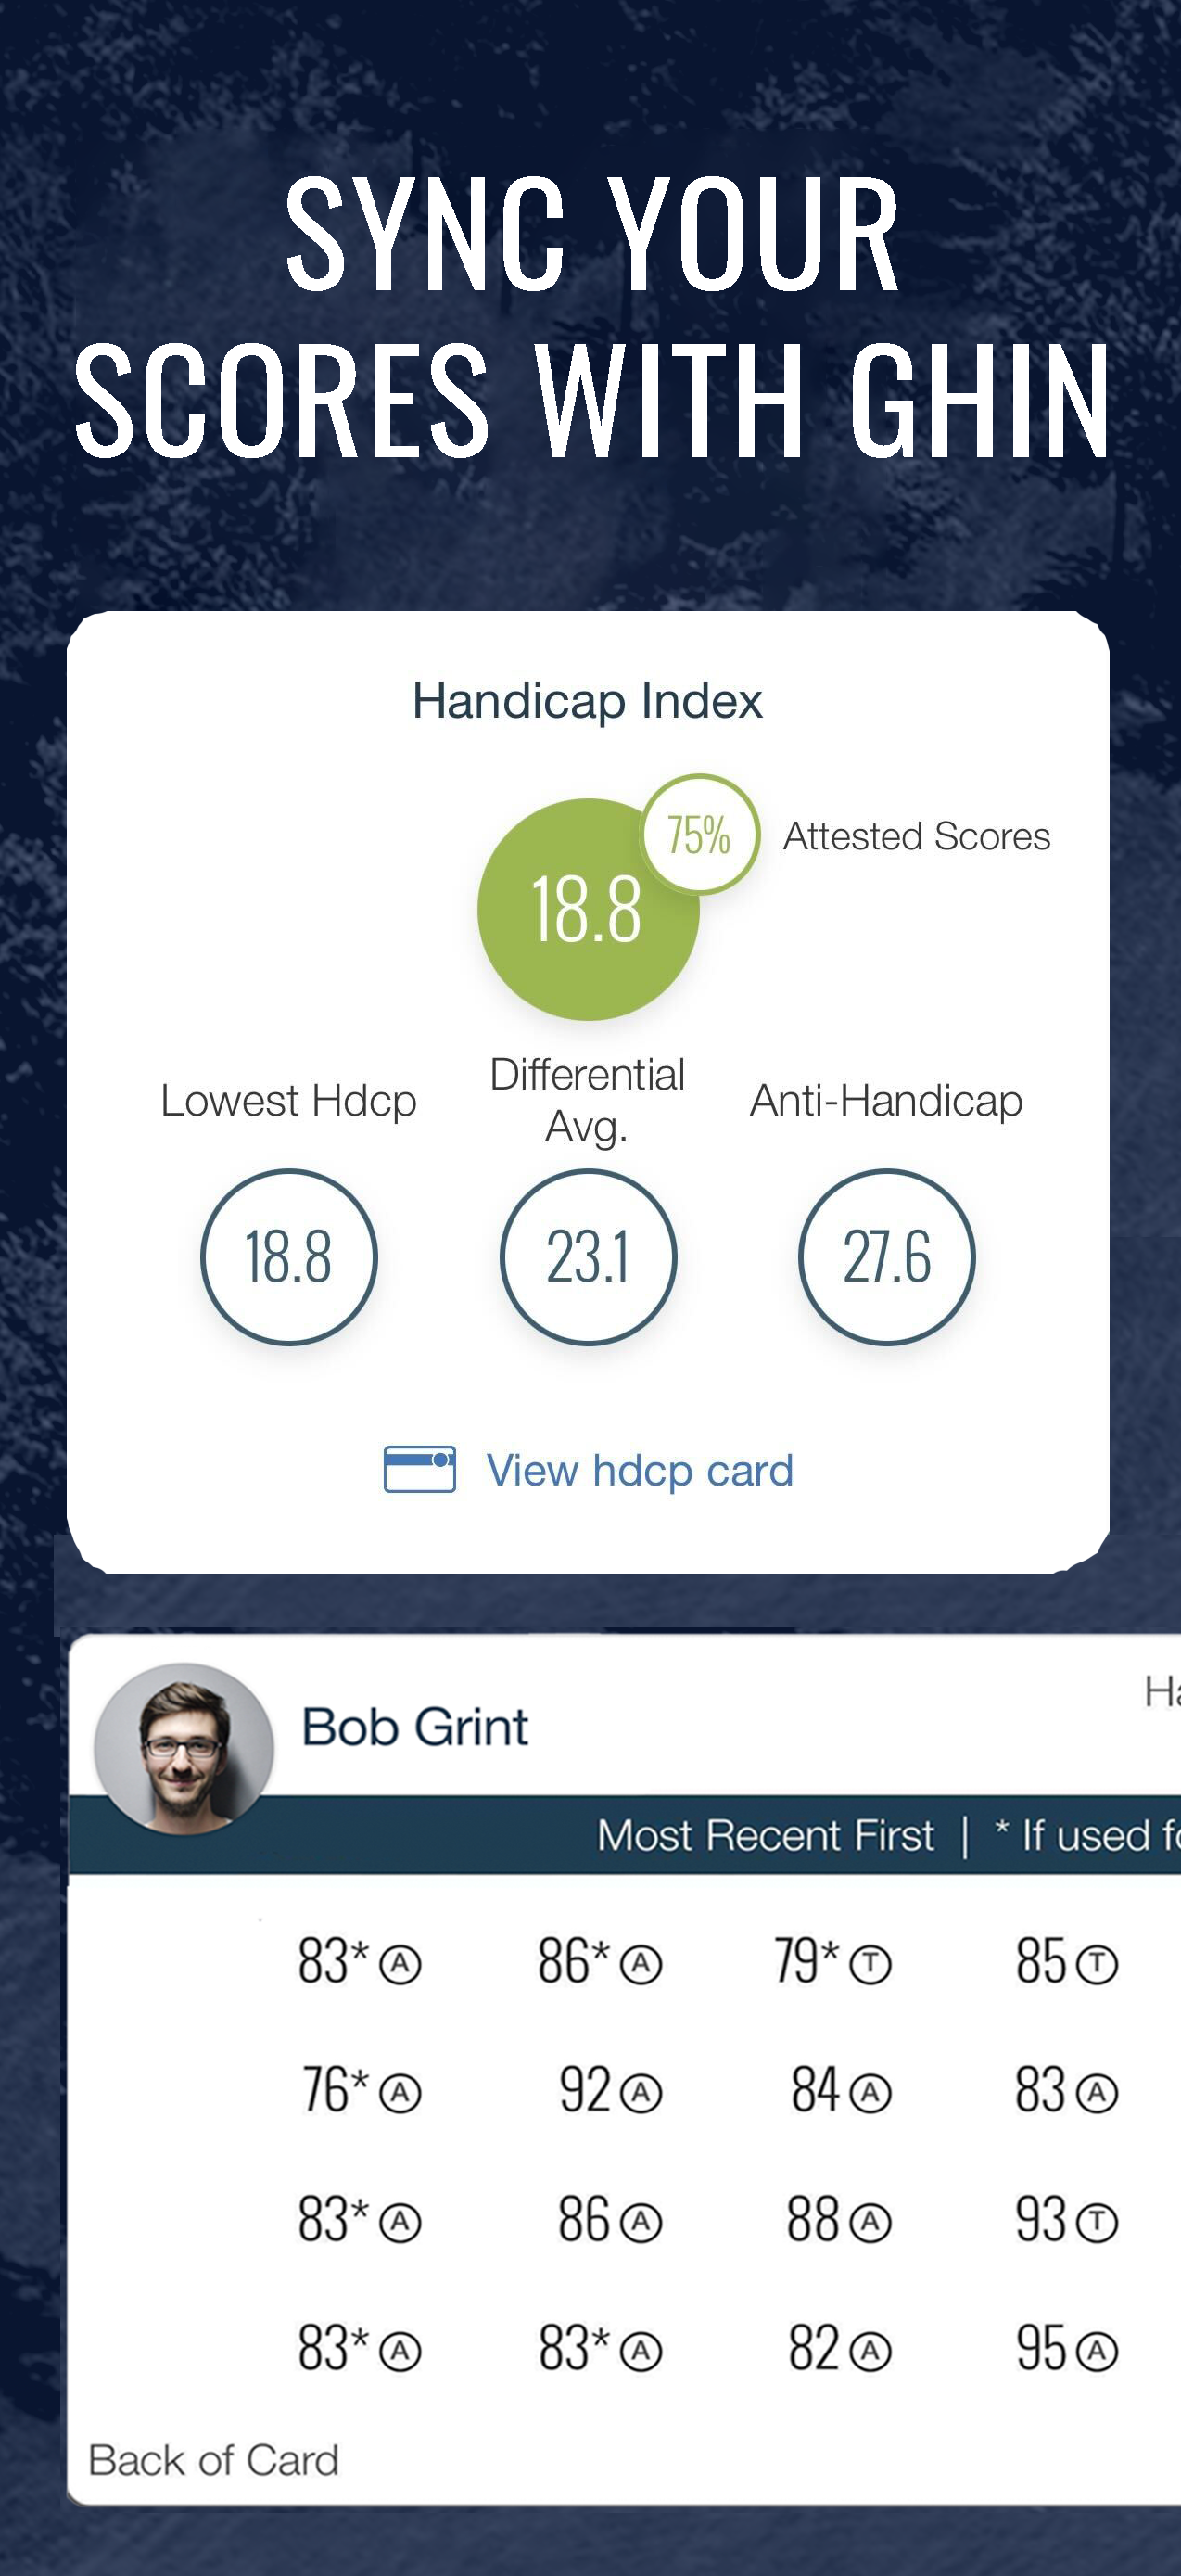 SYNC YOUR
SCORES WITH GHIN
Handicap Index
75%
Attested Scores
18.8
Lowest Hdcp
Differential
Avg.
Anti-Handicap
18.8
23.1
27.6
View hdcp card
Ha
Bob Grint
Most Recent First | * If used fo
83* A 86* A 79* T 85 T
76* A 92 A 84 A 83 A
83* A 86 A 88 A 93 T
83* A 83* A 82 A 95 A
Back of Card